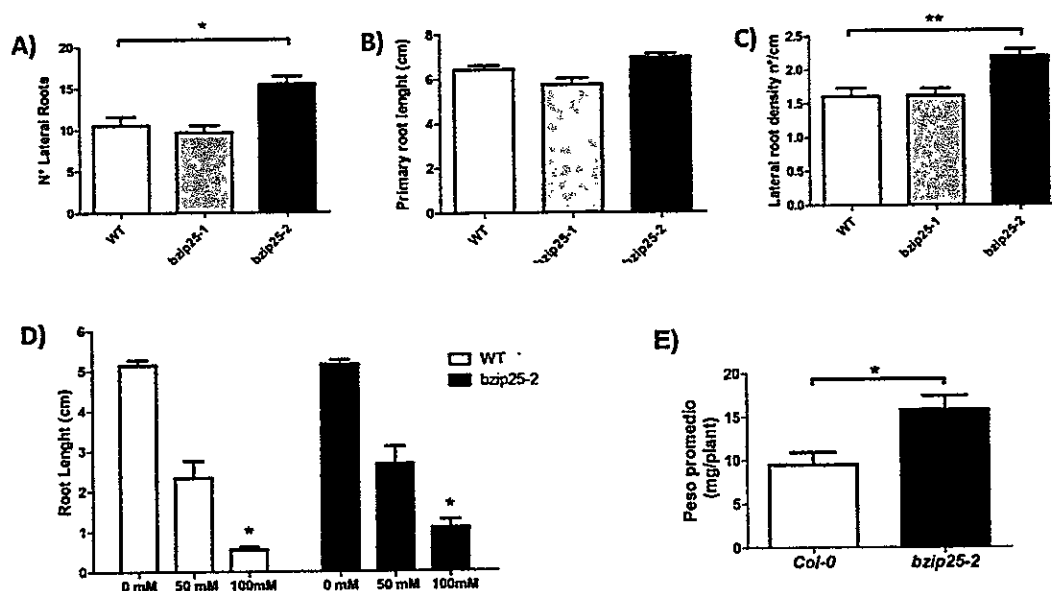 A)
*
N° Lateral Roots
20
15
10
5
0
WT
bzip25-1
bzip25-2
B)
Primary root lenght (cm)
8
6
4
2
0
WT
bzip25-1
bzip25-2
C)
**
Lateral root density n°/cm
2.5
2.0
1.5
1.0
0.5
0.0
WT
bzip25-1
bzip25-2
D)
Root Lenght (cm)
6
5
4
3
2
1
0
WT
bzip25-2
*
*
0 mM 50 mM 100mM 0 mM 50 mM 100mM
E)
*
Peso promedio
(mg/plant)
20
15
10
5
0
Col-0 bzip25-2